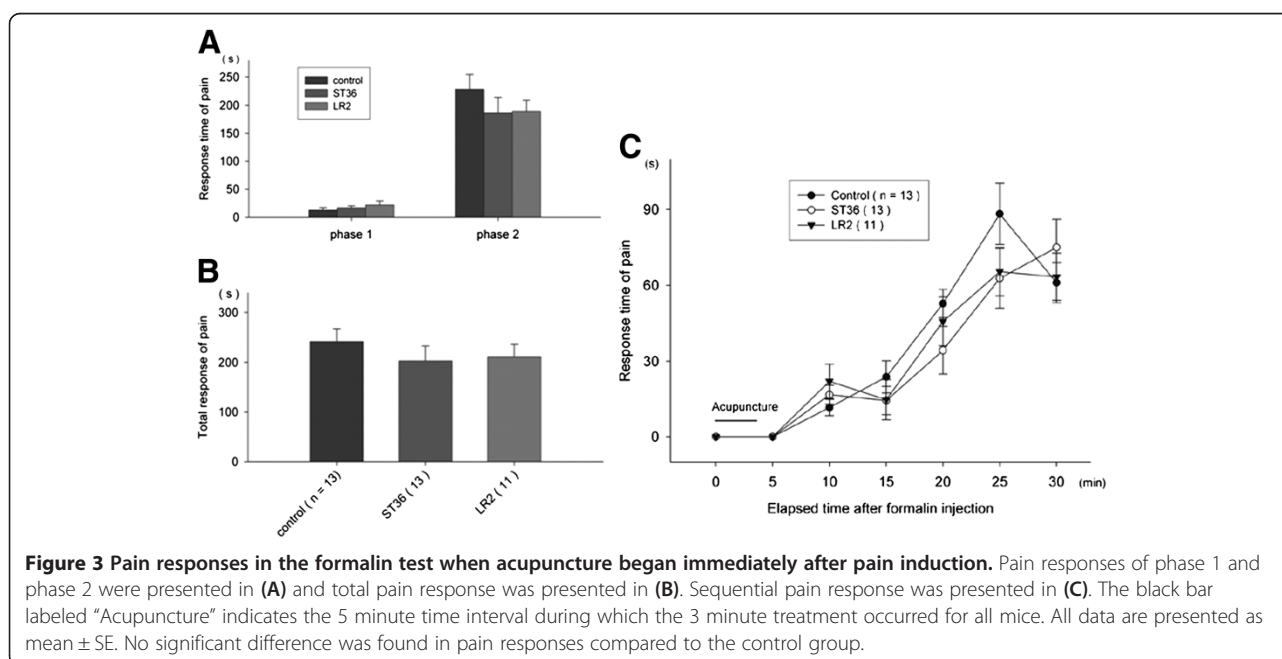 A
(s)
250
200
150
100
50
0
Response time of pain
control
ST36
LR2
phase 1
phase 2
B
(s)
300
200
100
0
Total response of pain
control ( n = 13)
ST36 ( 13)
LR2 ( 11)
C
(s)
90
60
30
0
Response time of pain
Control ( n = 13 )
ST36 ( 13 )
LR2 ( 11 )
Acupuncture
0 5 10 15 20 25 30 (min)
Elapsed time after formalin injection
Figure 3 Pain responses in the formalin test when acupuncture began immediately after pain induction. Pain responses of phase 1 and
phase 2 were presented in (A) and total pain response was presented in (B). Sequential pain response was presented in (C). The black bar
labeled “Acupuncture” indicates the 5 minute time interval during which the 3 minute treatment occurred for all mice. All data are presented as
mean ± SE. No significant difference was found in pain responses compared to the control group.